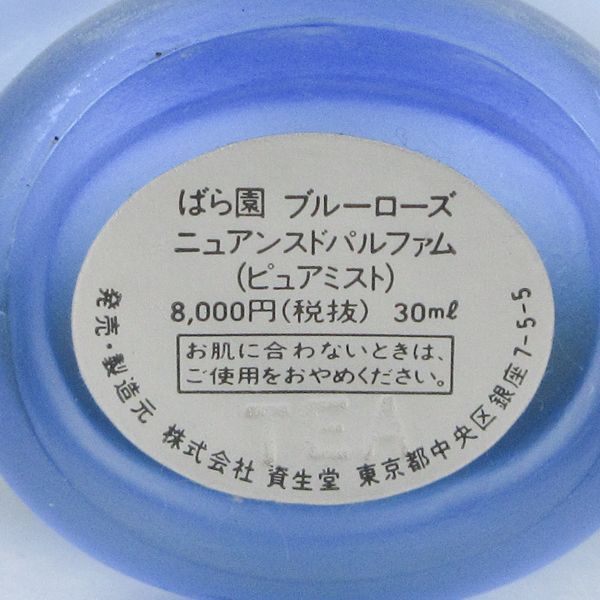 ばら園 ブルーローズ
ニュアンスドパルファム
(ピュアミスト)
8,000円(税抜) 30ml
お肌に合わないときは、
ご使用をおやめください。
発売・製造元 株式会社 資生堂 東京都中央区銀座7-5-5
TEA